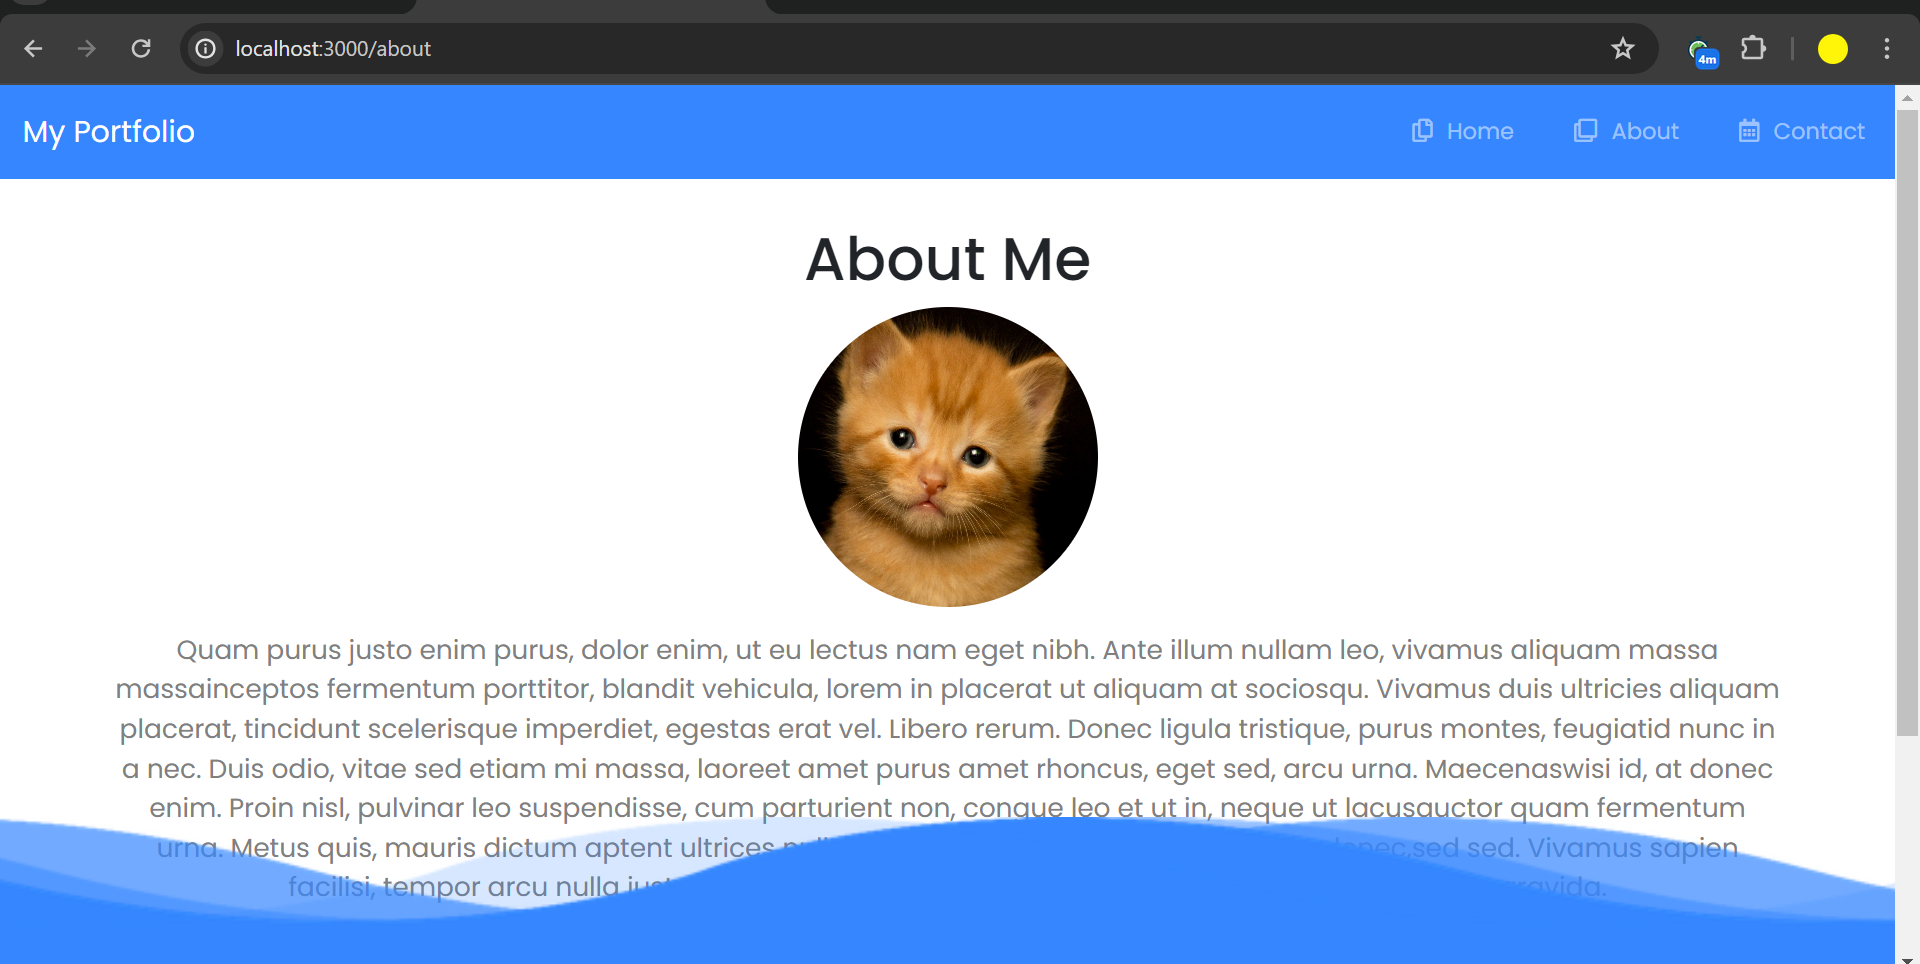 localhost:3000/about
4m
My Portfolio
Home
About
Contact
About Me
Quam purus justo enim purus, dolor enim, ut eu lectus nam eget nibh. Ante illum nullam leo, vivamus aliquam massa
massainceptos fermentum porttitor, blandit vehicula, lorem in placerat ut aliquam at sociosqu. Vivamus duis ultricies aliquam
placerat, tincidunt scelerisque imperdiet, egestas erat vel. Libero rerum. Donec ligula tristique, purus montes, feugiatid nunc in
a nec. Duis odio, vitae sed etiam mi massa, laoreet amet purus amet rhoncus, eget sed, arcu urna. Maecenaswisi id, at donec
enim. Proin nisl, pulvinar leo suspendisse, cum parturient non, congue leo et ut in, neque ut lacusauctor quam fermentum
urna. Metus quis, mauris dictum aptent ultrices donec,sed sed. Vivamus sapien
facilisi, tempor arcu nulla gravida.